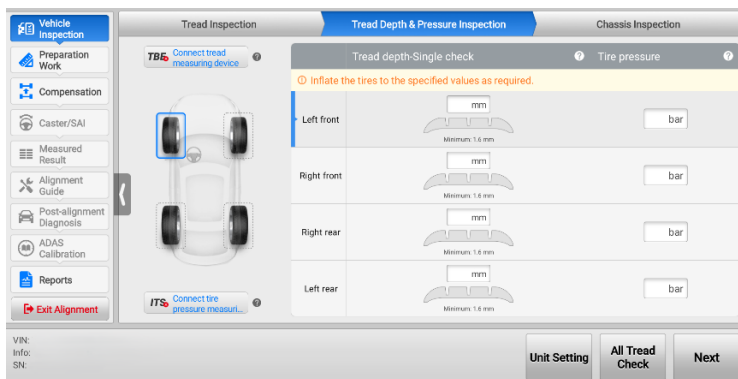 Vehicle
Inspection
Preparation
Work
Compensation
Caster/SAI
Measured
Result
Alignment
Guide
Post-alignment
Diagnosis
ADAS
Calibration
Reports
Exit Alignment
Tread Inspection
Tread Depth & Pressure Inspection
Chassis Inspection
TBE Connect tread
measuring device ?
Tread depth-Single check ? Tire pressure ?
Inflate the tires to the specified values as required.
Left front
mm
Minimum: 1.6 mm
bar
Right front
mm
Minimum: 1.6 mm
bar
Right rear
mm
Minimum: 1.6 mm
bar
Left rear
mm
Minimum: 1.6 mm
bar
ITS Connect tire
pressure measuri... ?
VIN:
Info:
SN:
Unit Setting
All Tread
Check
Next